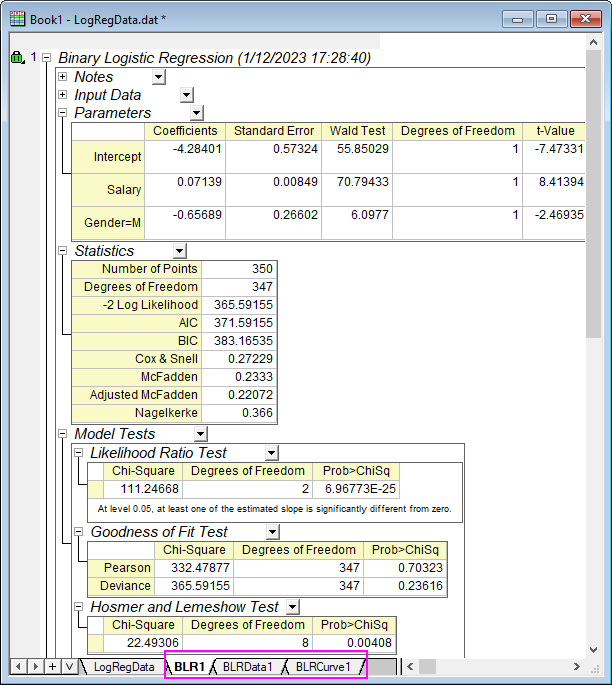 Book1 - LogRegData.dat *
1 Binary Logistic Regression (1/12/2023 17:28:40)
Notes
Input Data
Parameters
Coefficients Standard Error Wald Test Degrees of Freedom t-Value
Intercept -4.28401 0.57324 55.85029 1 -7.47331
Salary 0.07139 0.00849 70.79433 1 8.41394
Gender=M -0.65689 0.26602 6.0977 1 -2.46935
Statistics
Number of Points 350
Degrees of Freedom 347
-2 Log Likelihood 365.59155
AIC 371.59155
BIC 383.16535
Cox & Snell 0.27229
McFadden 0.2333
Adjusted McFadden 0.22072
Nagelkerke 0.366
Model Tests
Likelihood Ratio Test
Chi-Square Degrees of Freedom Prob>ChiSq
111.24668 2 6.96773E-25
At level 0.05, at least one of the estimated slope is significantly different from zero.
Goodness of Fit Test
Chi-Square Degrees of Freedom Prob>ChiSq
Pearson 332.47877 347 0.70323
Deviance 365.59155 347 0.23616
Hosmer and Lemeshow Test
Chi-Square Degrees of Freedom Prob>ChiSq
22.49306 8 0.00408
LogRegData BLR1 BLRData1 BLRCurve1